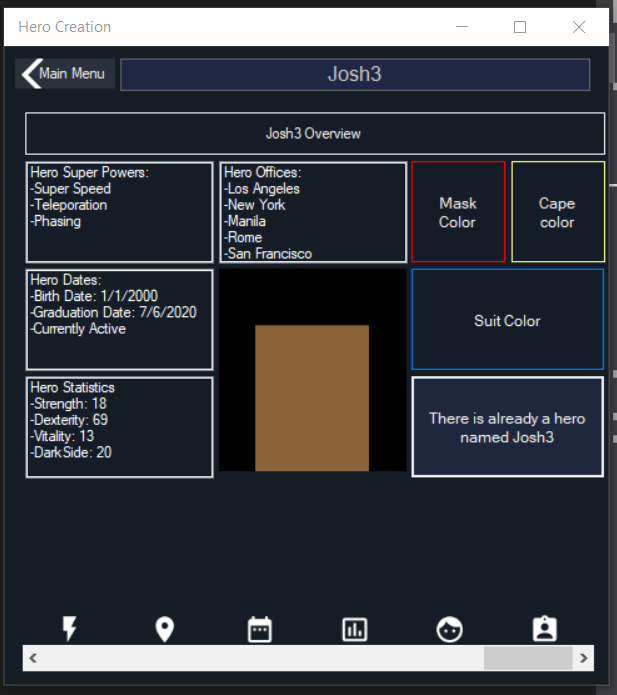 Hero Creation
Main Menu
Josh3
Josh3 Overview
Hero Super Powers:
-Super Speed
-Teleporation
-Phasing
Hero Offices:
-Los Angeles
-New York
-Manila
-Rome
-San Francisco
Mask
Color
Cape
color
Hero Dates:
-Birth Date: 1/1/2000
-Graduation Date: 7/6/2020
-Currently Active
Suit Color
Hero Statistics
-Strength: 18
-Dexterity: 69
-Vitality: 13
-Dark Side: 20
There is already a hero
named Josh3